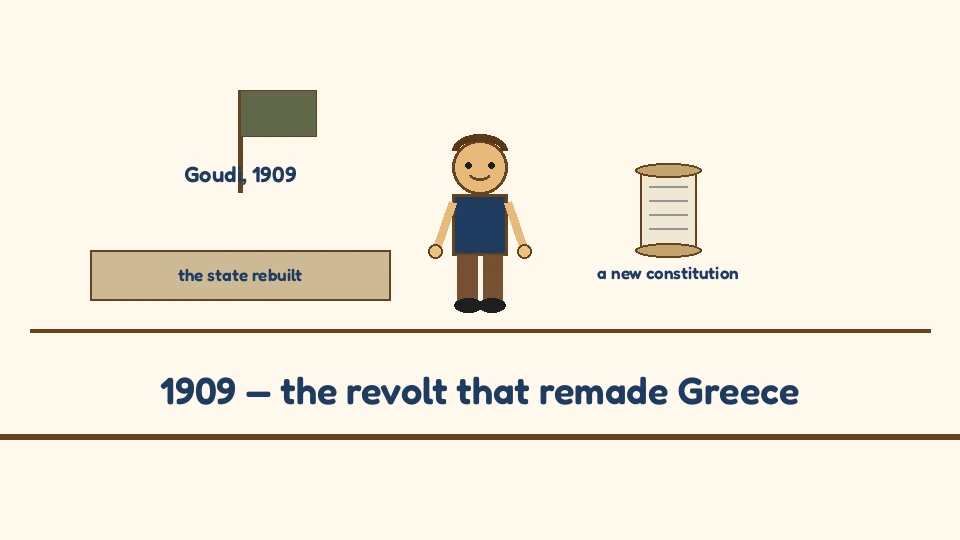 Goudi, 1909
the state rebuilt
a new constitution
1909 — the revolt that remade Greece